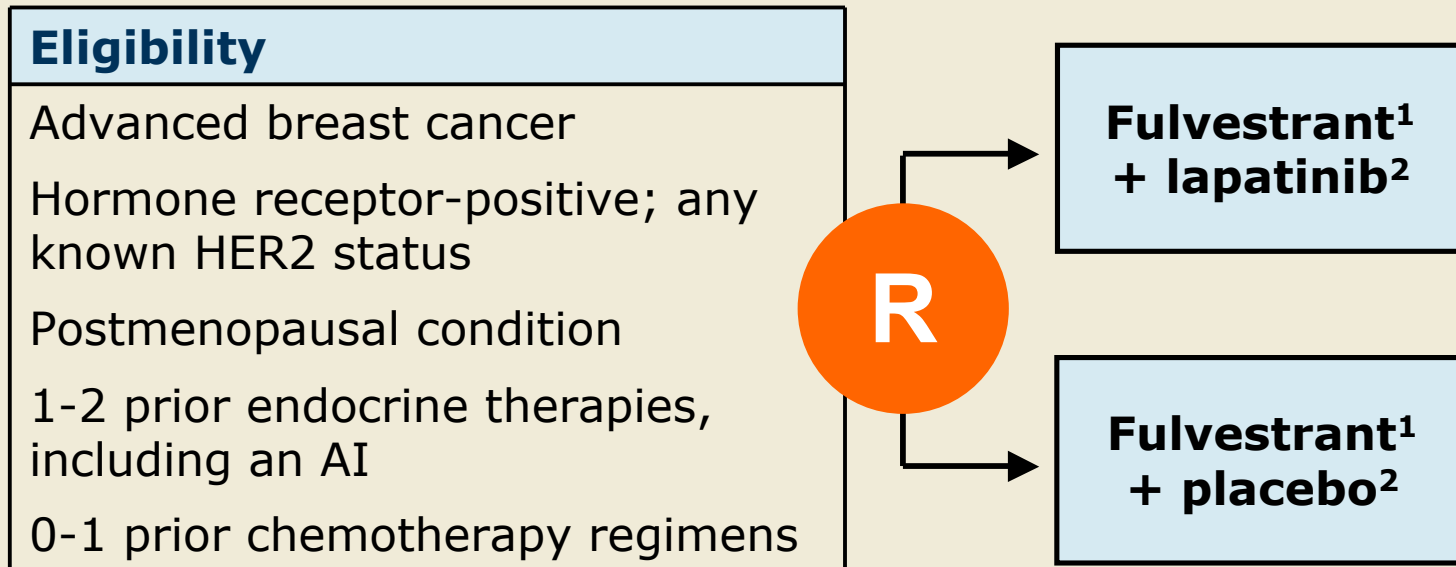 Eligibility
Advanced breast cancer
Hormone receptor-positive; any
known HER2 status
Postmenopausal condition
1-2 prior endocrine therapies,
including an AI
0-1 prior chemotherapy regimens
R
Fulvestrant¹
+ lapatinib²
Fulvestrant¹
+ placebo²